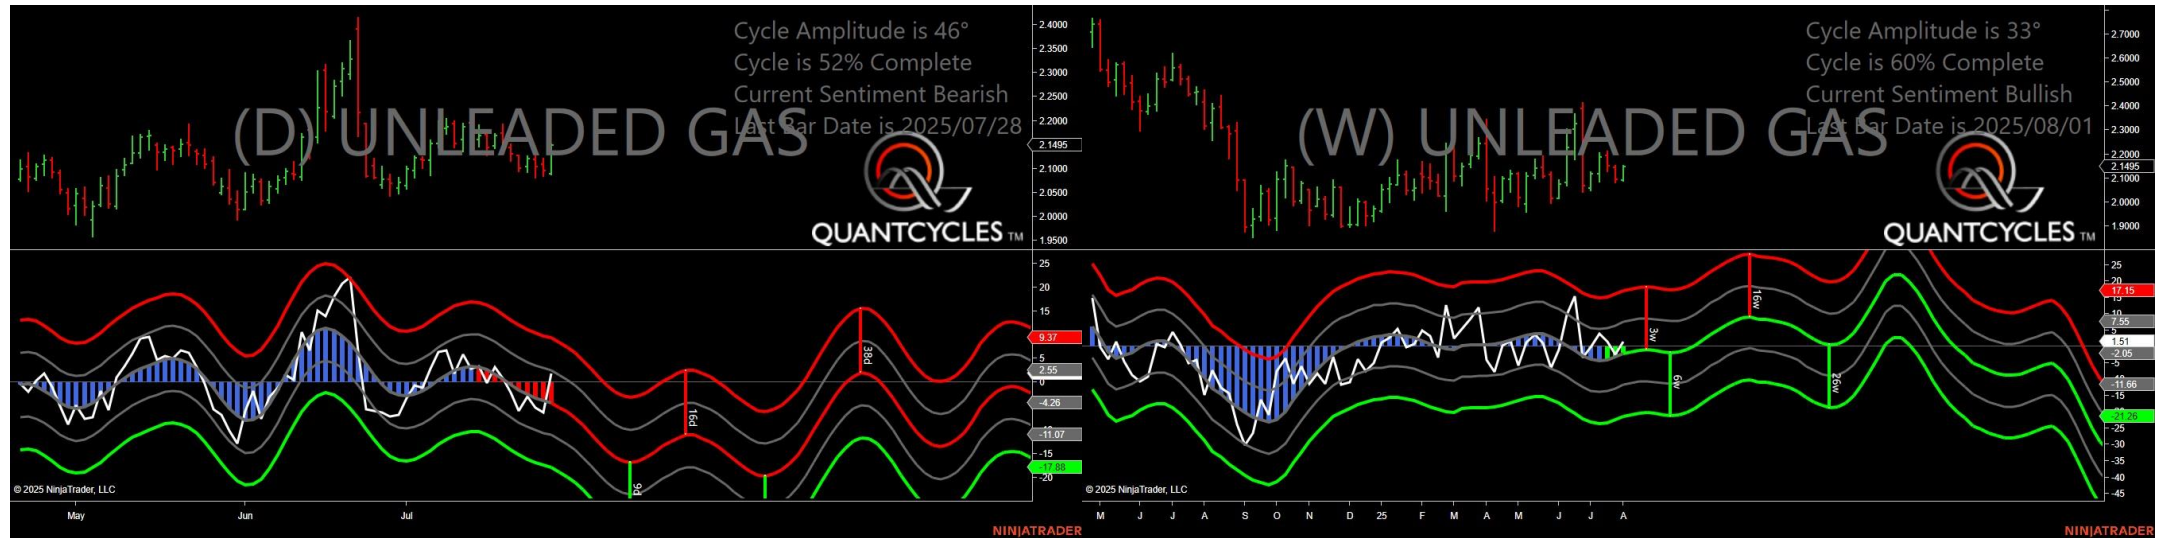 Cycle Amplitude is 46°
Cycle is 52% Complete
Current Sentiment Bearish
Last Bar Date is 2025/07/28
(D) UNLEADED GAS
QUANTCYCLES TM
2.4000
2.3500
2.3000
2.2500
2.2000
2.1495
2.1000
2.0500
2.0000
1.9500
25
20
15
9.37
5
2.55
0
-4.26
-11.07
-15
-17.88
-20
9d
16d
38d
© 2025 NinjaTrader, LLC
May Jun Jul
NINJATRADER
Cycle Amplitude is 33°
Cycle is 60% Complete
Current Sentiment Bullish
Last Bar Date is 2025/08/01
(W) UNLEADED GAS
QUANTCYCLES TM
2.7000
2.6000
2.5000
2.4000
2.3000
2.2000
2.1495
2.1000
2.0000
1.9000
25
20
17.15
15
10
7.55
5
1.51
-2.05
-11.66
-15
-21.26
-25
-30
-35
-40
-45
3w
6w
16w
26w
© 2025 NinjaTrader, LLC
M J J A S O N D 25 F M A M J J A
NINJATRADER